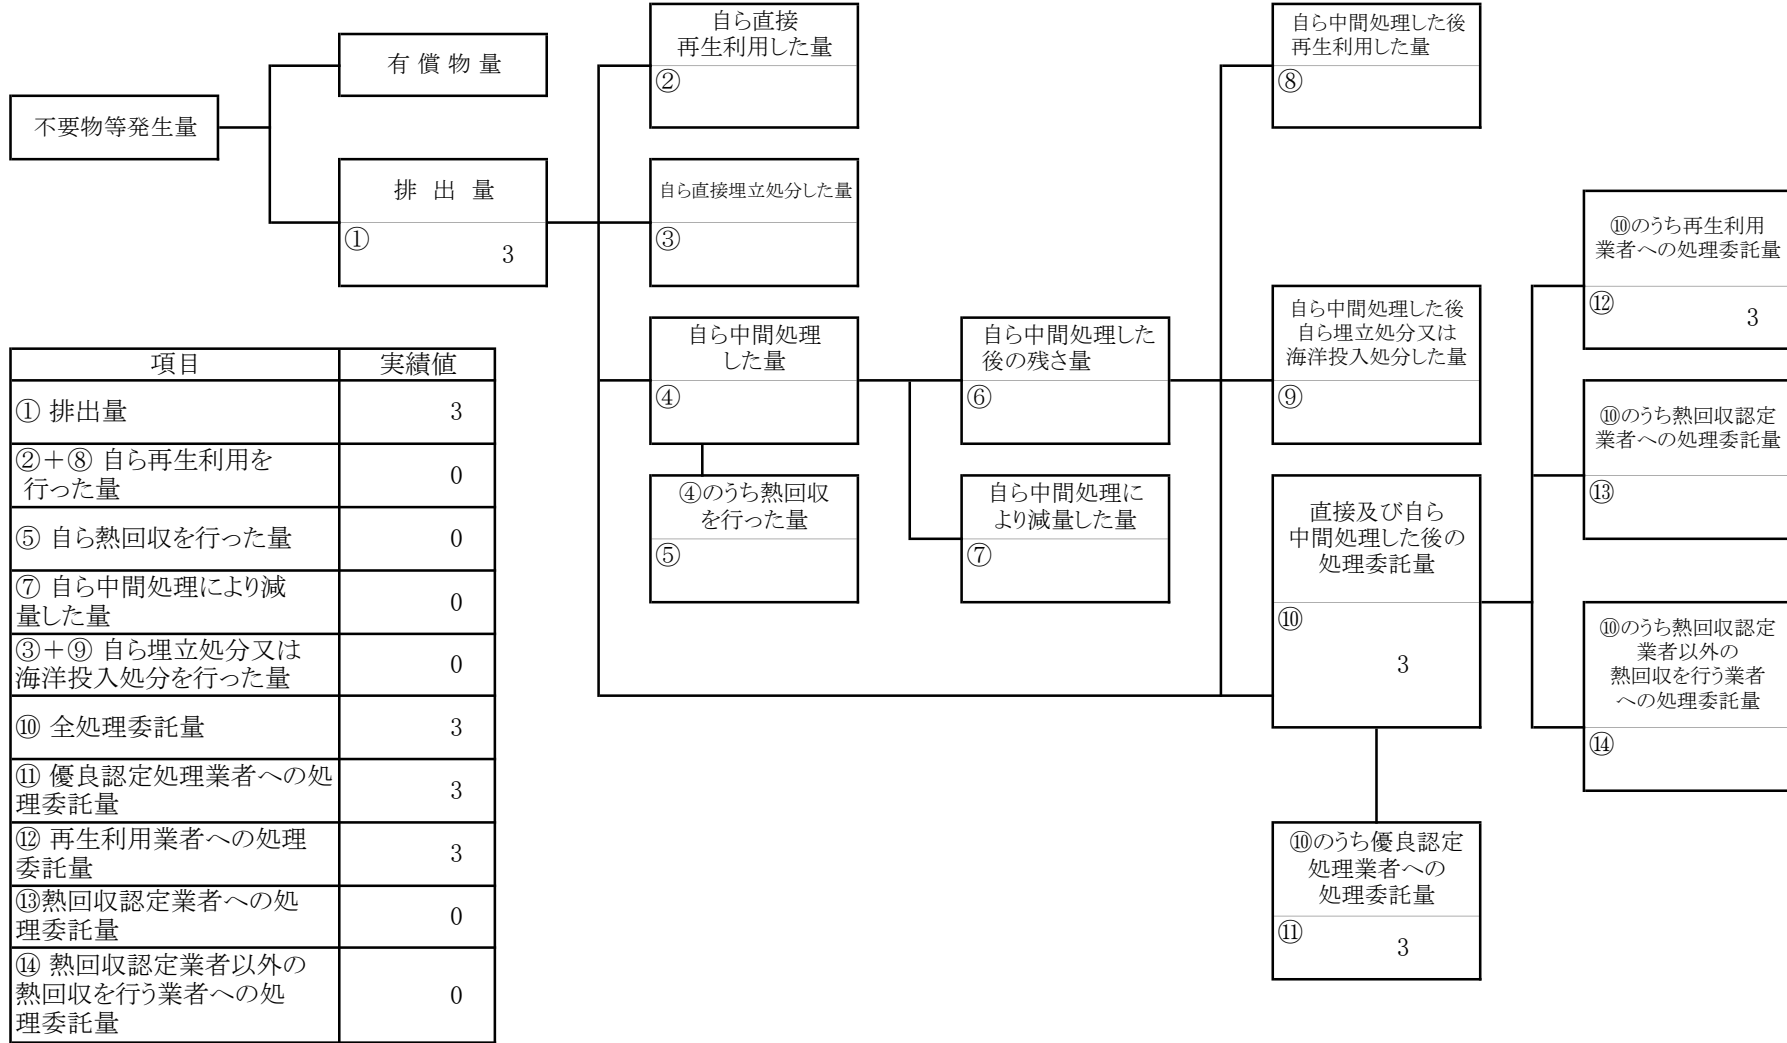 不要物等発生量
有償物量
排出量
①
3
自ら直接
再生利用した量
②
自ら直接埋立処分した量
③
自ら中間処理
した量
④
④のうち熱回収
を行った量
⑤
自ら中間処理した
後の残さ量
⑥
自ら中間処理に
より減量した量
⑦
自ら中間処理した後
再生利用した量
⑧
自ら中間処理した後
自ら埋立処分又は
海洋投入処分した量
⑨
直接及び自ら
中間処理した後の
処理委託量
⑩
3
⑩のうち優良認定
処理業者への
処理委託量
⑪
3
⑩のうち再生利用
業者への処理委託量
⑫
3
⑩のうち熱回収認定
業者への処理委託量
⑬
⑩のうち熱回収認定
業者以外の
熱回収を行う業者
への処理委託量
⑭
項目 実績値
① 排出量 3
②+⑧ 自ら再生利用を
行った量 0
⑤ 自ら熱回収を行った量 0
⑦ 自ら中間処理により減
量した量 0
③+⑨ 自ら埋立処分又は
海洋投入処分を行った量 0
⑩ 全処理委託量 3
⑪ 優良認定処理業者への処
理委託量 3
⑫ 再生利用業者への処理
委託量 3
⑬熱回収認定業者への処
理委託量 0
⑭ 熱回収認定業者以外の
熱回収を行う業者への処
理委託量 0